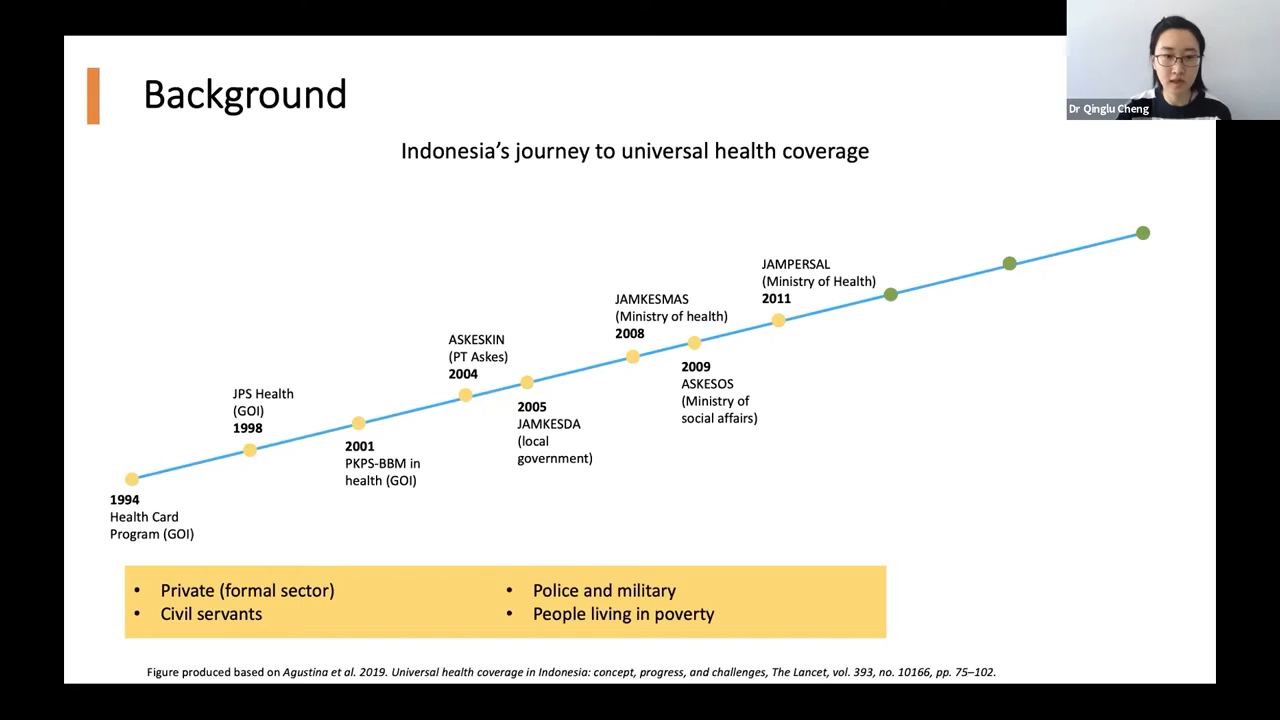 Background
Dr Qinglu Cheng
Indonesia’s journey to universal health coverage
1994
Health Card
Program (GOI)
JPS Health
(GOI)
1998
2001
PKPS-BBM in
health (GOI)
ASKESKIN
(PT Askes)
2004
2005
JAMKESDA
(local
government)
JAMKESMAS
(Ministry of health)
2008
2009
ASKESOS
(Ministry of
social affairs)
JAMPERSAL
(Ministry of Health)
2011
• Private (formal sector)
• Civil servants
• Police and military
• People living in poverty
Figure produced based on Agustina et al. 2019. Universal health coverage in Indonesia: concept, progress, and challenges, The Lancet, vol. 393, no. 10166, pp. 75–102.